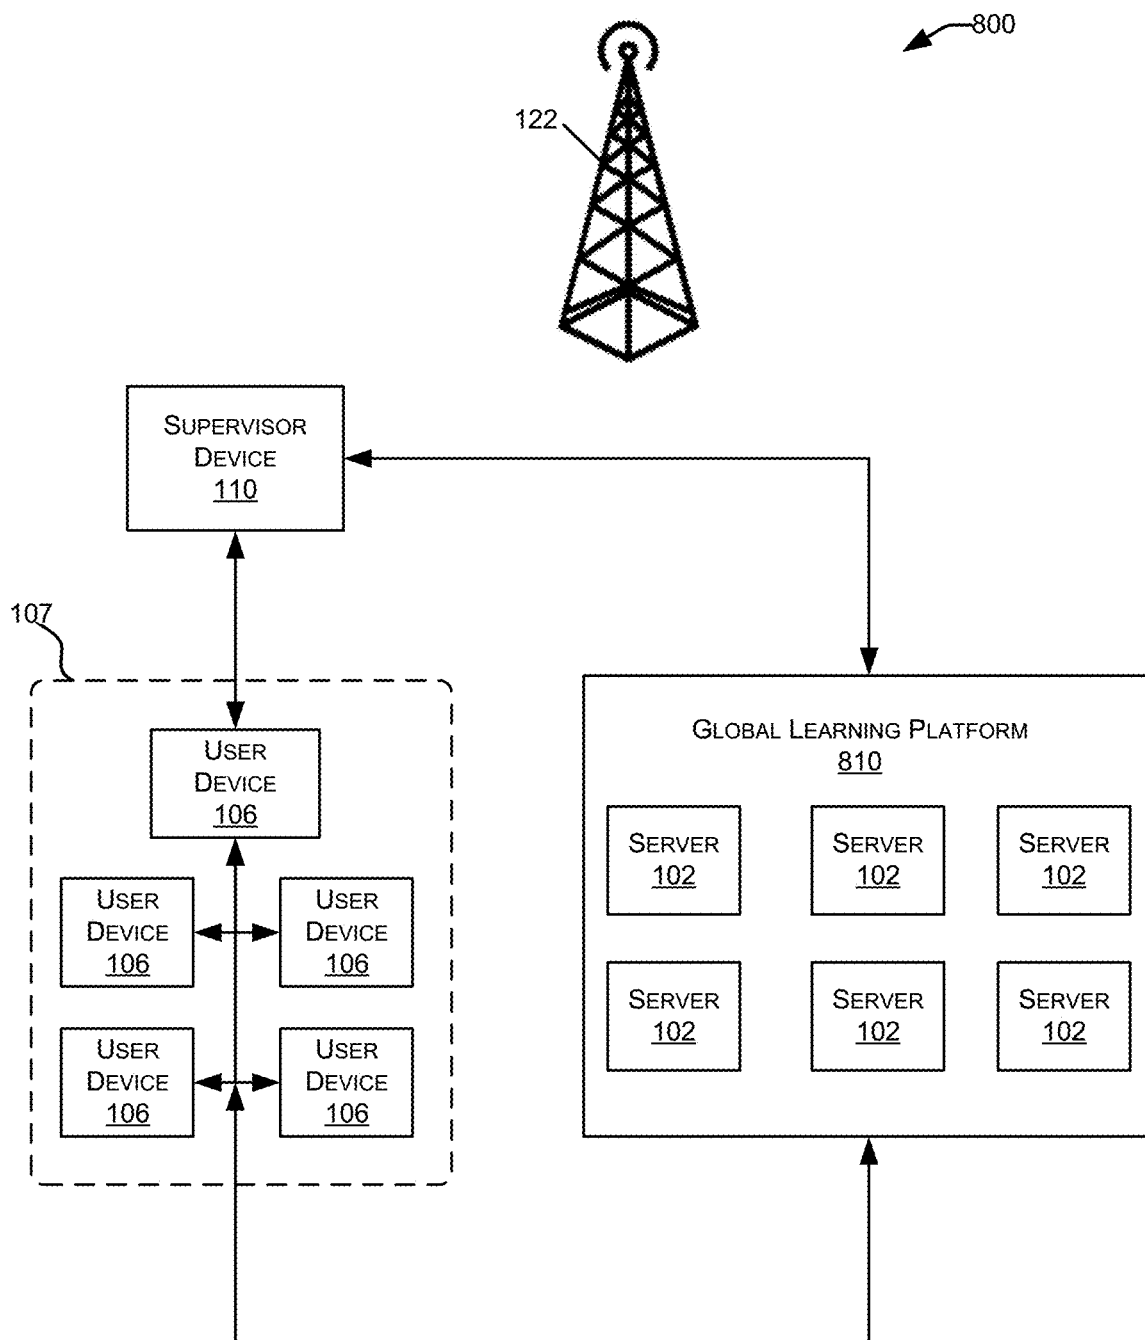 800
122
SUPERVISOR
DEVICE
110
107
USER
DEVICE
106
USER
DEVICE
106
USER
DEVICE
106
USER
DEVICE
106
USER
DEVICE
106
GLOBAL LEARNING PLATFORM
810
SERVER
102
SERVER
102
SERVER
102
SERVER
102
SERVER
102
SERVER
102